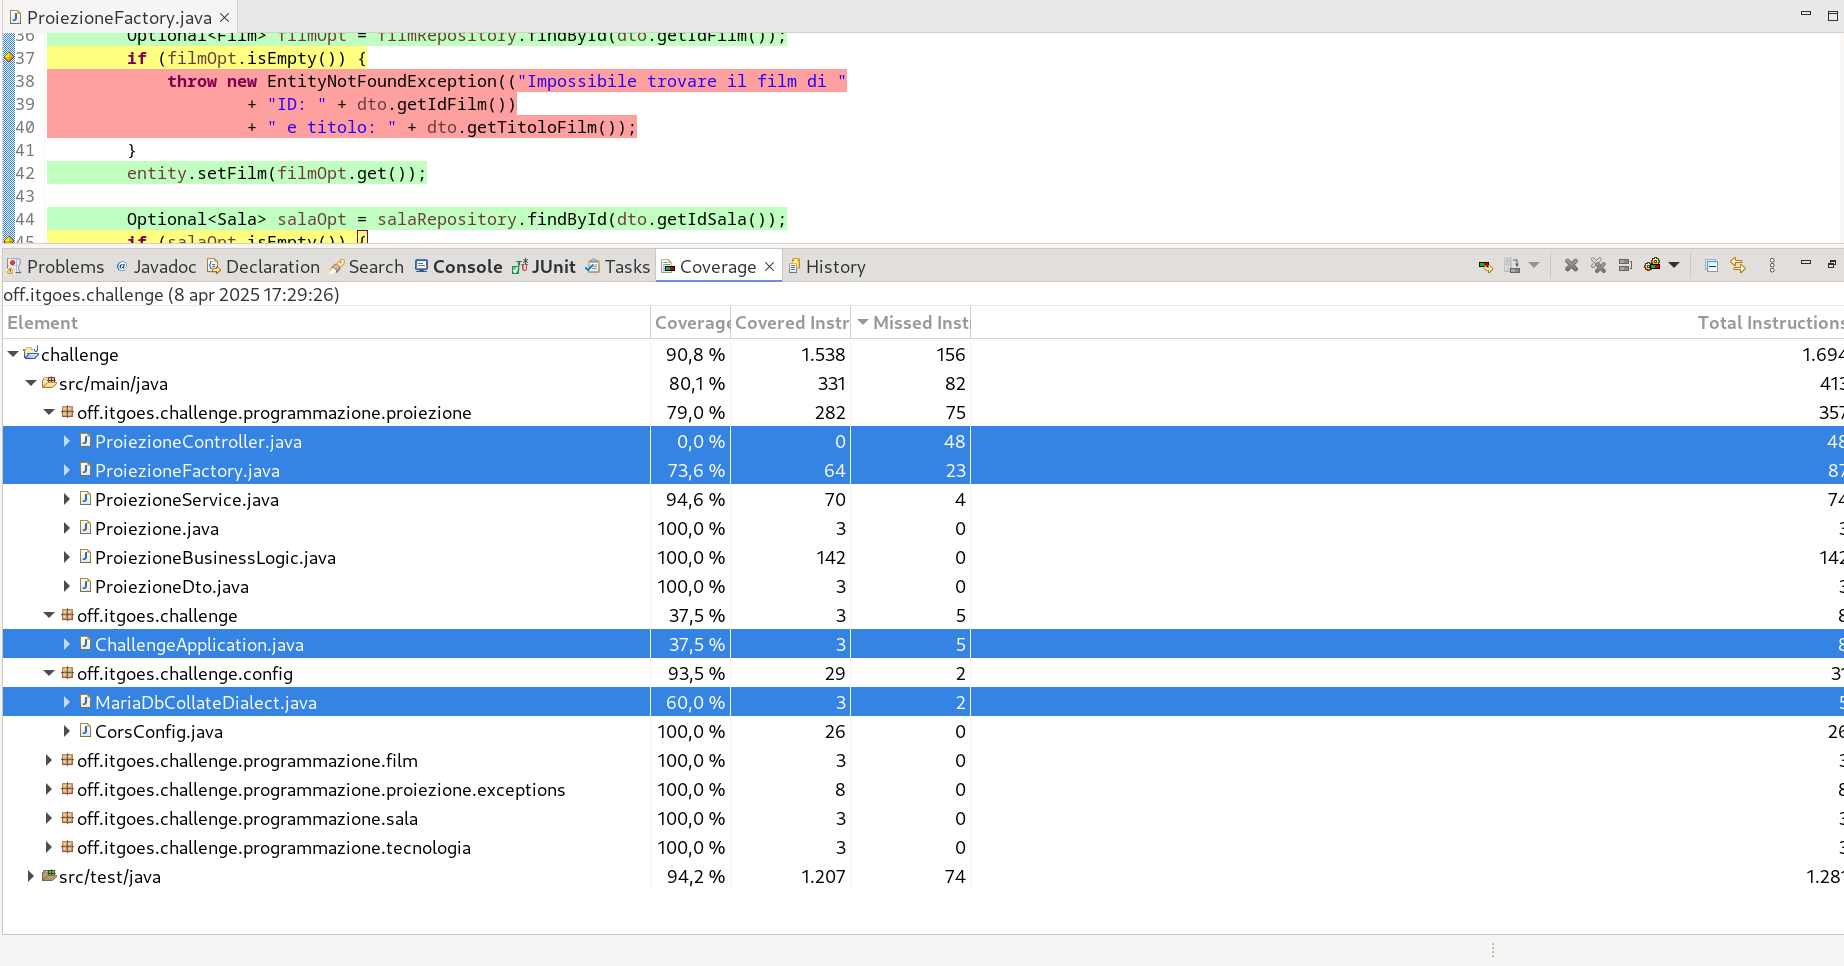 ProiezioneFactory.java
36 Optional<Film> filmOpt = filmRepository.findById(dto.getIdFilm());
37 if (filmOpt.isEmpty()) {
38 throw new EntityNotFoundException(("Impossibile trovare il film di "
39 + "ID: " + dto.getIdFilm())
40 + " e titolo: " + dto.getTitoloFilm());
41 }
42 entity.setFilm(filmOpt.get());
43
44 Optional<Sala> salaOpt = salaRepository.findById(dto.getIdSala());
45 if (salaOpt.isEmpty()) {
Problems @ Javadoc Declaration Search Console JUnit Tasks Coverage History
off.itgoes.challenge (8 apr 2025 17:29:26)
Element Coverage Covered Instr Missed Inst Total Instructions
challenge 90,8 % 1.538 156 1.694
src/main/java 80,1 % 331 82 413
off.itgoes.challenge.programmazione.proiezione 79,0 % 282 75 357
ProiezioneController.java 0,0 % 0 48 48
ProiezioneFactory.java 73,6 % 64 23 87
ProiezioneService.java 94,6 % 70 4 74
Proiezione.java 100,0 % 3 0 3
ProiezioneBusinessLogic.java 100,0 % 142 0 142
ProiezioneDto.java 100,0 % 3 0 3
off.itgoes.challenge 37,5 % 3 5 8
ChallengeApplication.java 37,5 % 3 5 8
off.itgoes.challenge.config 93,5 % 29 2 31
MariaDbCollateDialect.java 60,0 % 3 2 5
CorsConfig.java 100,0 % 26 0 26
off.itgoes.challenge.programmazione.film 100,0 % 3 0 3
off.itgoes.challenge.programmazione.proiezione.exceptions 100,0 % 8 0 8
off.itgoes.challenge.programmazione.sala 100,0 % 3 0 3
off.itgoes.challenge.programmazione.tecnologia 100,0 % 3 0 3
src/test/java 94,2 % 1.207 74 1.281